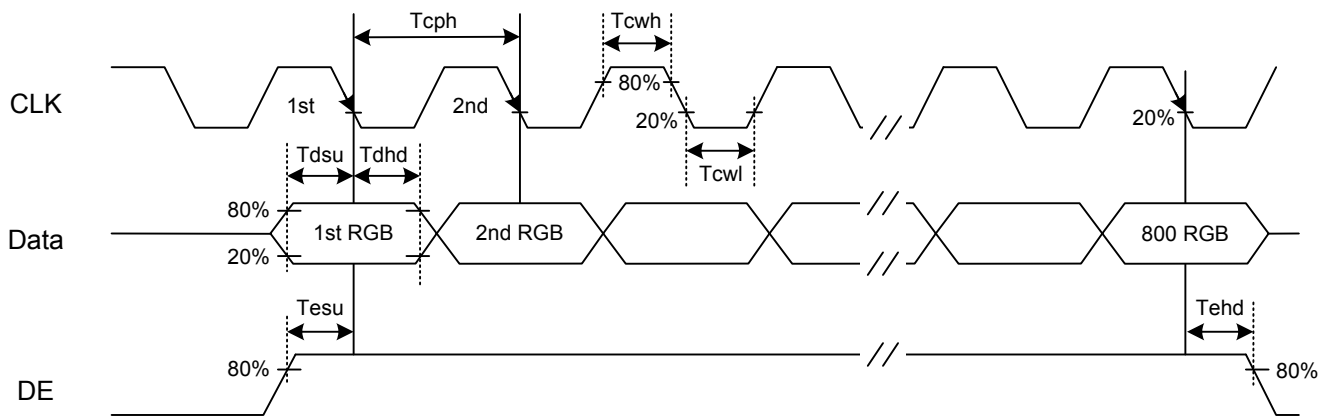 Tcph
Tcwh
CLK
1st
2nd
80%
20%
20%
Tcwl
Tdsu
Tdhd
Data
80%
20%
1st RGB
2nd RGB
800 RGB
Tesu
Tehd
DE
80%
80%